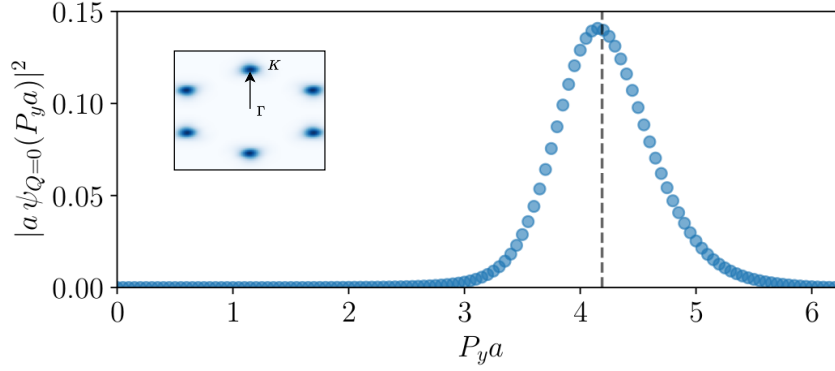 0.15
0.10
0.05
0.00
|a ψ_{Q=0}(P_y a)|²
K
Γ
0 1 2 3 4 5 6
P_y a